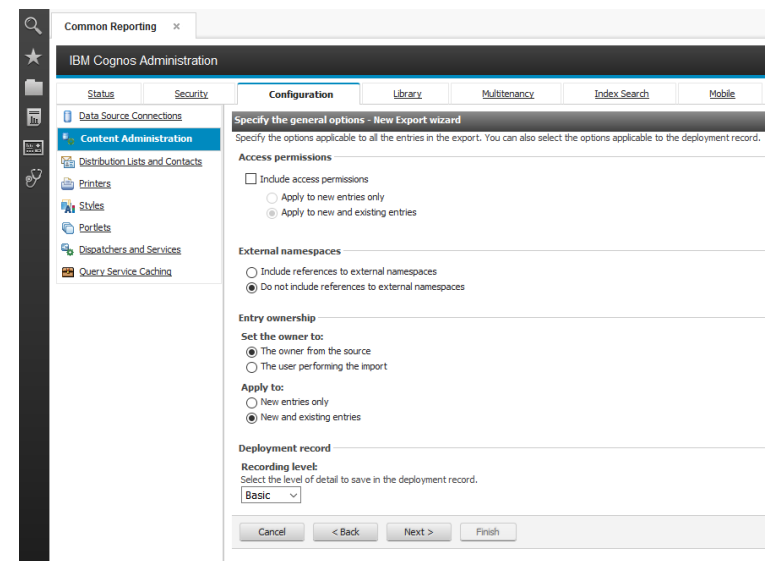 Common Reporting ×
IBM Cognos Administration
Status Security Configuration Library Multitenancy Index Search Mobile
Data Source Connections
Content Administration
Distribution Lists and Contacts
Printers
Styles
Portlets
Dispatchers and Services
Query Service Caching
Specify the general options - New Export wizard
Specify the options applicable to all the entries in the export. You can also select the options applicable to the deployment record.
Access permissions
Include access permissions
Apply to new entries only
Apply to new and existing entries
External namespaces
Include references to external namespaces
Do not include references to external namespaces
Entry ownership
Set the owner to:
The owner from the source
The user performing the import
Apply to:
New entries only
New and existing entries
Deployment record
Recording level:
Select the level of detail to save in the deployment record.
Basic
Cancel < Back Next > Finish